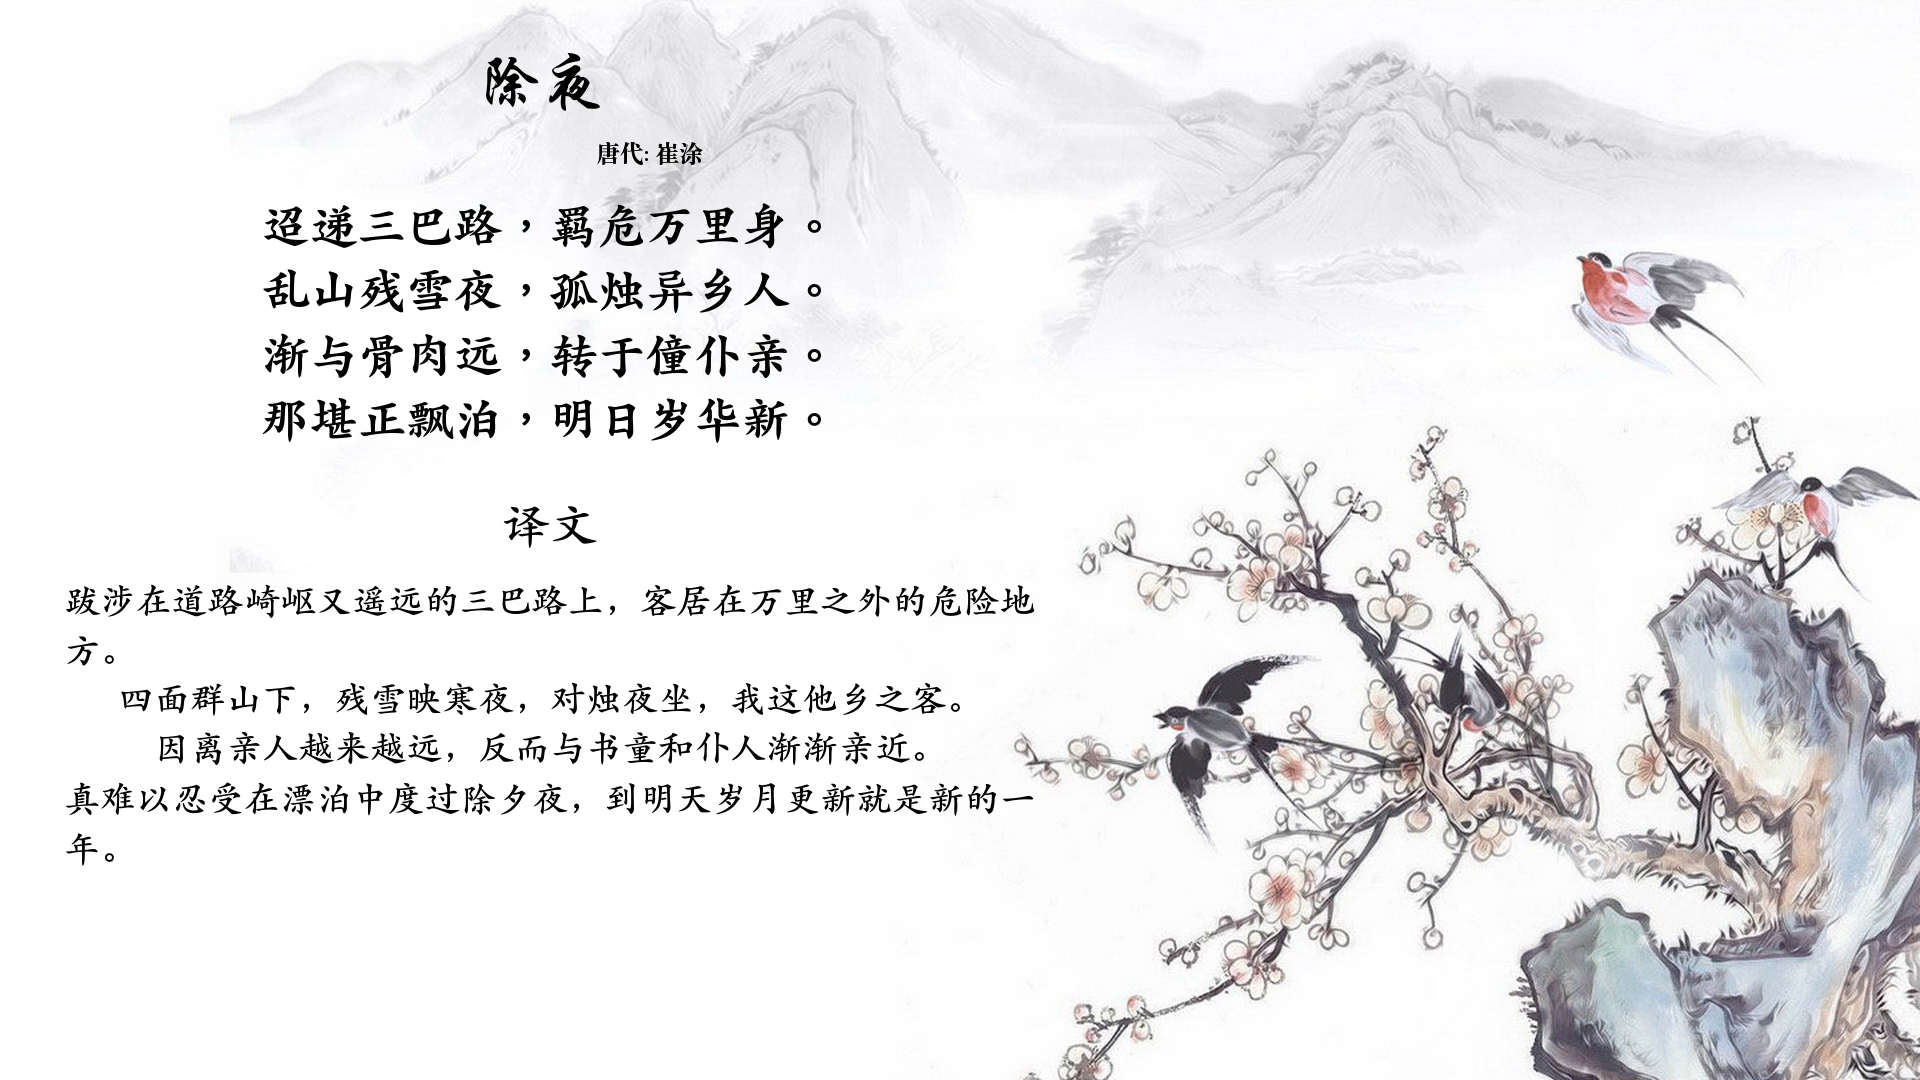 除夜
唐代: 崔涂
迢递三巴路，羁危万里身。
乱山残雪夜，孤烛异乡人。
渐与骨肉远，转于僮仆亲。
那堪正飘泊，明日岁华新。
译文
跋涉在道路崎岖又遥远的三巴路上，客居在万里之外的危险地
方。
四面群山下，残雪映寒夜，对烛夜坐，我这他乡之客。
因离亲人越来越远，反而与书童和仆人渐渐亲近。
真难以忍受在漂泊中度过除夕夜，到明天岁月更新就是新的一
年。